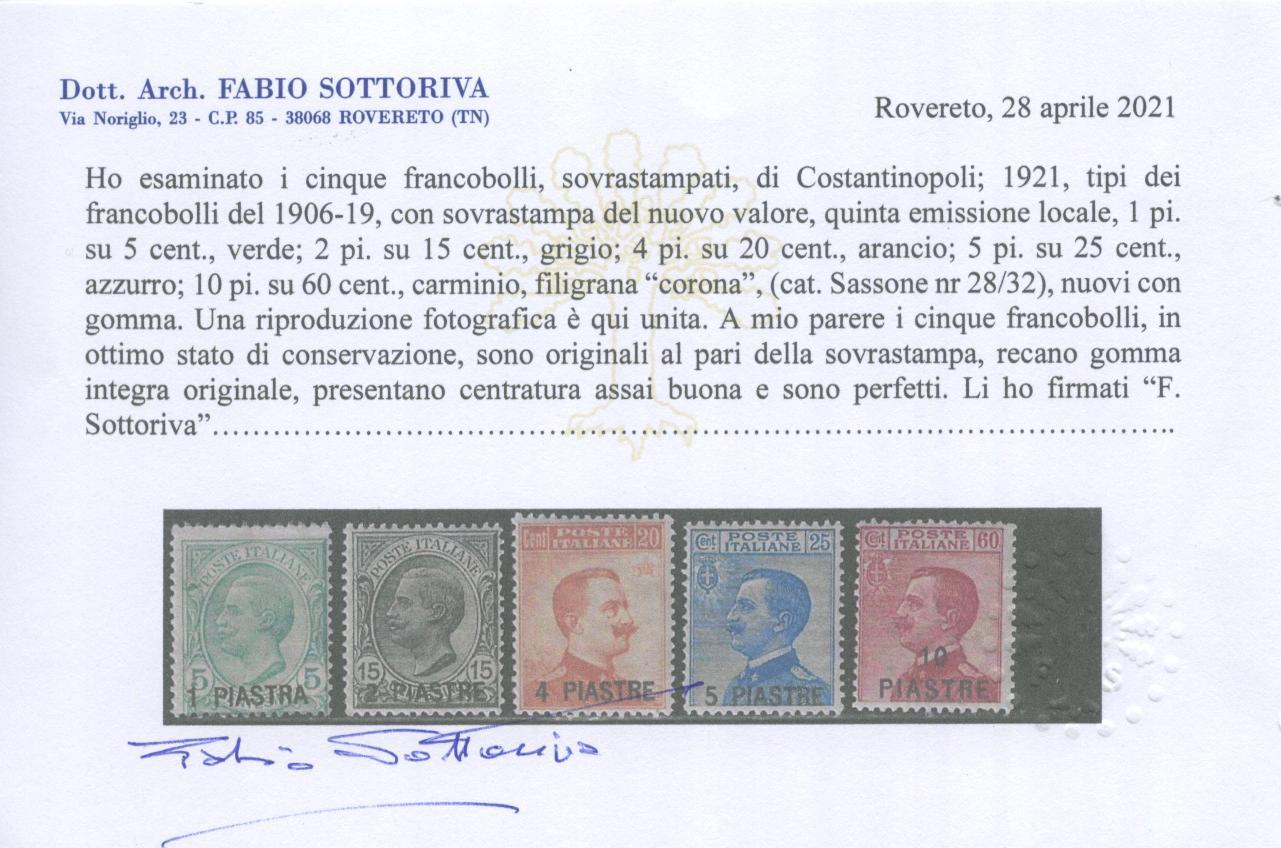 Dott. Arch. FABIO SOTTORIVA
Via Noriglio, 23 - C.P. 85 - 38068 ROVERETO (TN)
Rovereto, 28 aprile 2021
Ho esaminato i cinque francobolli, sovrastampati, di Costantinopoli; 1921, tipi dei
francobolli del 1906-19, con sovrastampa del nuovo valore, quinta emissione locale, 1 pi.
su 5 cent., verde; 2 pi. su 15 cent., grigio; 4 pi. su 20 cent., arancio; 5 pi. su 25 cent.,
azzurro; 10 pi. su 60 cent., carminio, filigrana “corona”, (cat. Sassone nr 28/32), nuovi con
gomma. Una riproduzione fotografica è qui unita. A mio parere i cinque francobolli, in
ottimo stato di conservazione, sono originali al pari della sovrastampa, recano gomma
integra originale, presentano centratura assai buona e sono perfetti. Li ho firmati “F.
Sottoriva”……………………………………………………………………………………..
POSTE ITALIANE
5 5
1 PIASTRA
POSTE ITALIANE
15 15
2 PIASTRE
Cent POSTE ITALIANE 20
4 PIASTRE
Cent POSTE ITALIANE 25
5 PIASTRE
Cent POSTE ITALIANE 60
10
PIASTRE
S
Fabio Sottoriva